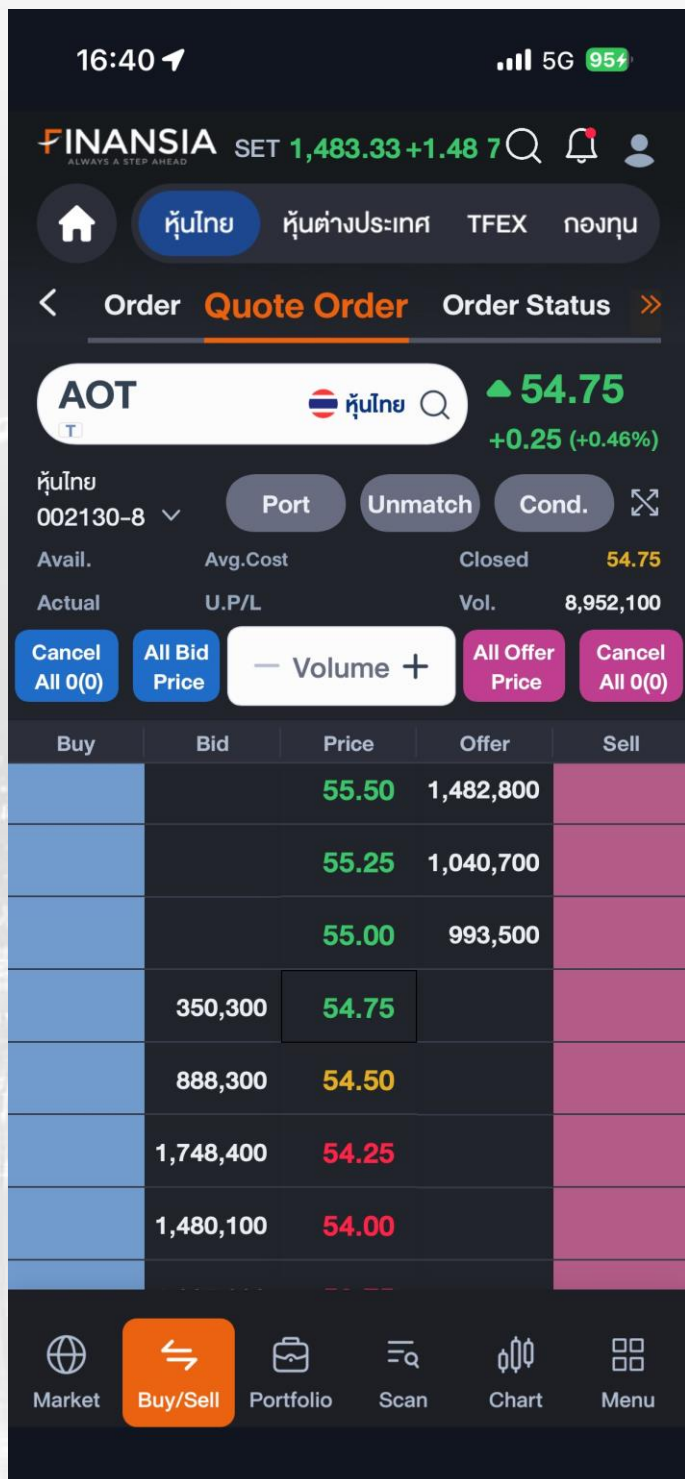 16:40 5G 95
FINANSIA SET 1,483.33 +1.48 7
ALWAYS A STEP AHEAD
หุ้นไทย หุ้นต่างประเทศ TFEX กองทุน
Order Quote Order Order Status
AOT หุ้นไทย 54.75
T +0.25 (+0.46%)
หุ้นไทย
002130-8 Port Unmatch Cond.
Avail. Avg.Cost Closed 54.75
Actual U.P/L Vol. 8,952,100
Cancel All 0(0) All Bid Price − Volume + All Offer Price Cancel All 0(0)
Buy Bid Price Offer Sell
55.50 1,482,800
55.25 1,040,700
55.00 993,500
350,300 54.75
888,300 54.50
1,748,400 54.25
1,480,100 54.00
Market Buy/Sell Portfolio Scan Chart Menu